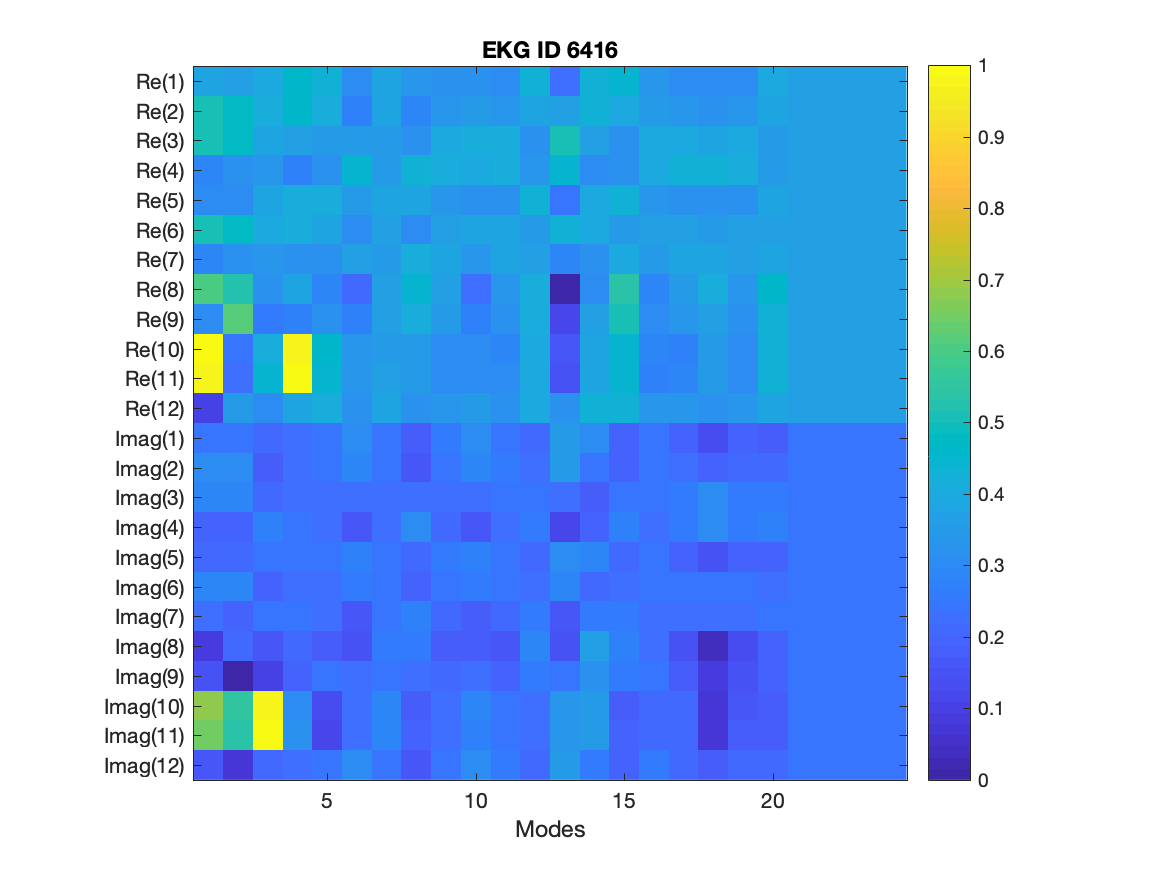 EKG ID 6416
Re(1)
Re(2)
Re(3)
Re(4)
Re(5)
Re(6)
Re(7)
Re(8)
Re(9)
Re(10)
Re(11)
Re(12)
Imag(1)
Imag(2)
Imag(3)
Imag(4)
Imag(5)
Imag(6)
Imag(7)
Imag(8)
Imag(9)
Imag(10)
Imag(11)
Imag(12)
5 10 15 20
Modes
1
0.9
0.8
0.7
0.6
0.5
0.4
0.3
0.2
0.1
0